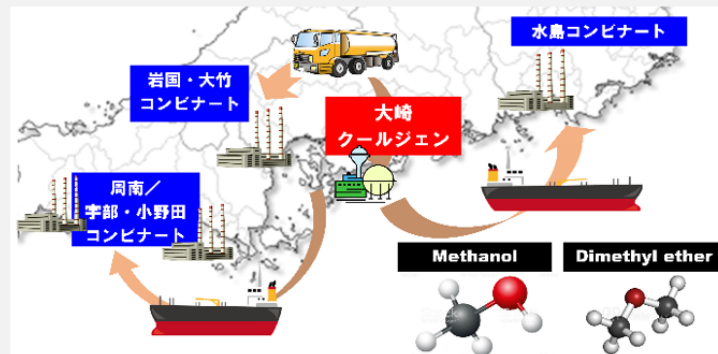 水島コンビナート
岩国・大竹
コンビナート
大崎
クールジェン
周南／
宇部・小野田
コンビナート
Methanol
Dimethyl ether